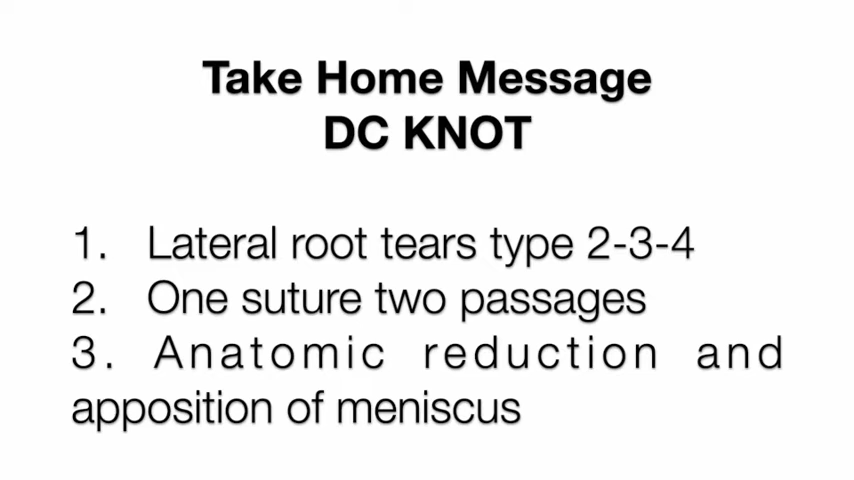 Take Home Message
DC KNOT
1. Lateral root tears type 2-3-4
2. One suture two passages
3. Anatomic reduction and
apposition of meniscus